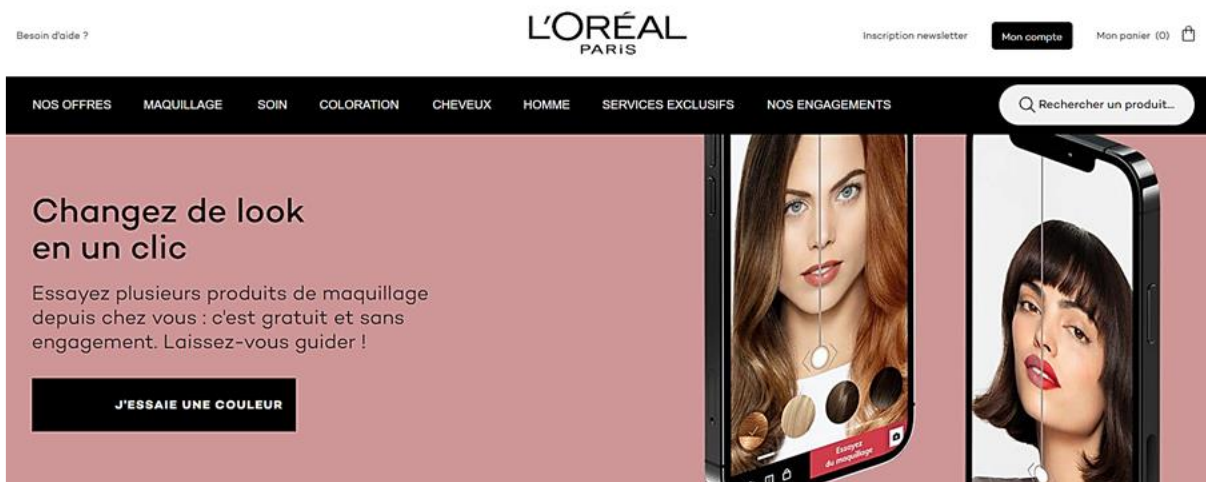 Besoin d'aide ?
L'ORÉAL
PARIS
Inscription newsletter
Mon compte
Mon panier (0)
NOS OFFRES MAQUILLAGE SOIN COLORATION CHEVEUX HOMME SERVICES EXCLUSIFS NOS ENGAGEMENTS
Rechercher un produit...
Changez de look
en un clic
Essayez plusieurs produits de maquillage
depuis chez vous : c'est gratuit et sans
engagement. Laissez-vous guider !
J'ESSAIE UNE COULEUR
Essayez
du maquillage